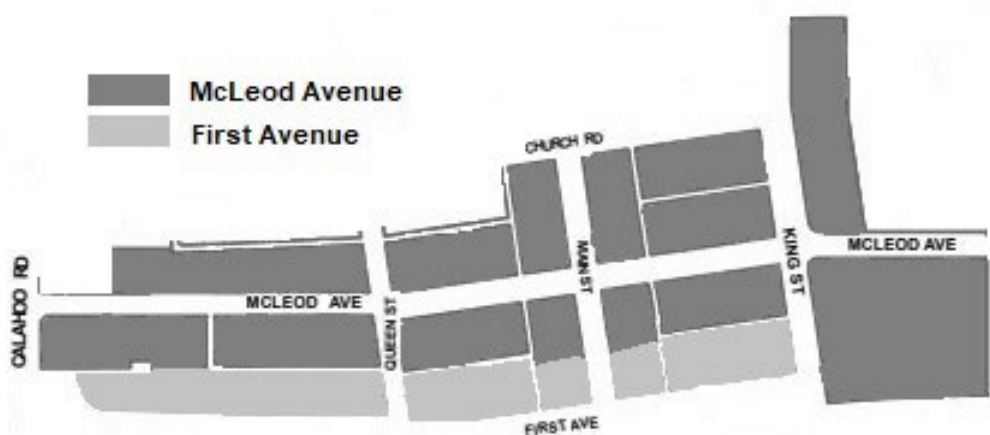 McLeod Avenue
First Avenue
CHURCH RD
MCLEOD AVE
KING ST
MAIN ST
CALAHOO RD
MCLEOD AVE
QUEEN ST
FIRST AVE